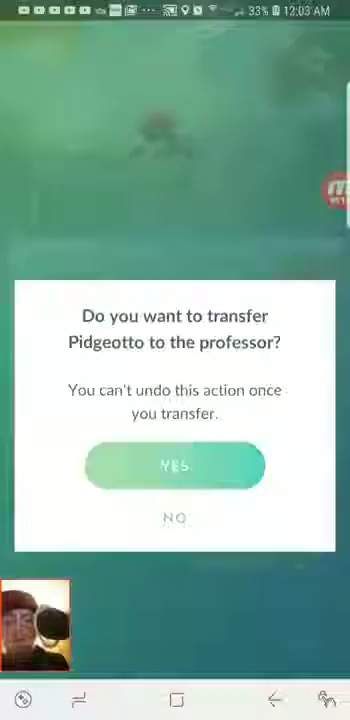 33% 12:03 AM
Do you want to transfer
Pidgeotto to the professor?
You can't undo this action once
you transfer.
YES
NO